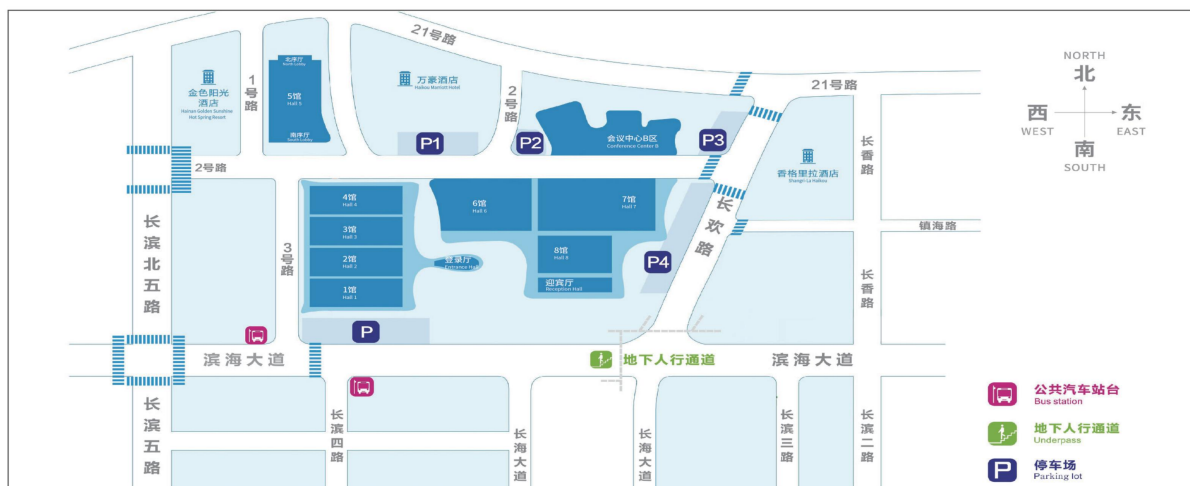 21号路
NORTH
北
西
WEST
东
EAST
南
SOUTH
金色阳光
酒店
Hainan Golden Sunshine
Hot Spring Resort
1号路
北序厅
North Lobby
5馆
Hall 5
南序厅
South Lobby
万豪酒店
Haikou Marriott Hotel
2号路
21号路
P1
P2
会议中心B区
Conference Center B
P3
香格里拉酒店
Shangri-La Haikou
长香路
2号路
4馆
Hall 4
3馆
Hall 3
2馆
Hall 2
1馆
Hall 1
6馆
Hall 6
7馆
Hall 7
8馆
Hall 8
登录厅
Entrance Hall
迎宾厅
Reception Hall
长欢路
P4
镇海路
长滨北五路
3号路
长香路
P
滨海大道
地下人行通道
滨海大道
长滨五路
长滨四路
长海大道
长海大道
长滨三路
长滨二路
公共汽车站台
Bus station
地下人行通道
Underpass
P
停车场
Parking lot